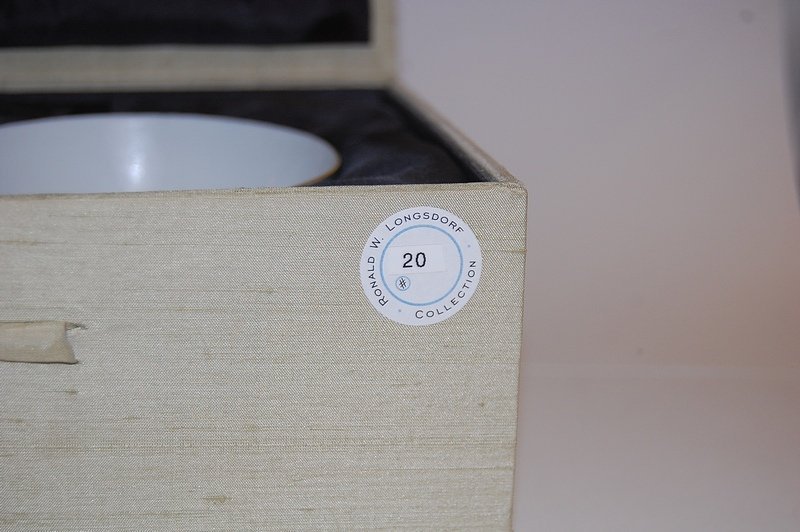 RONALD W. LONGSDORF
20
#
COLLECTION